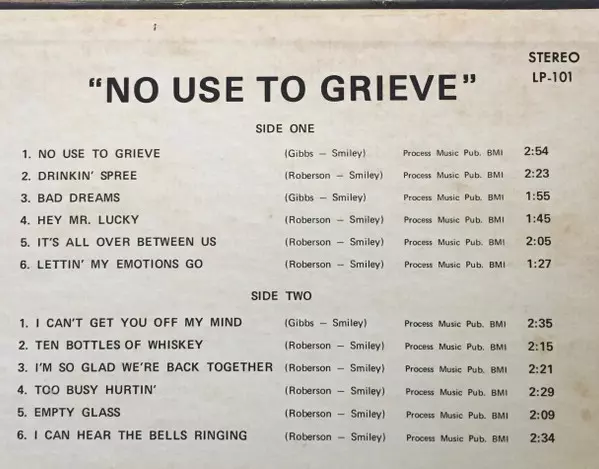 STEREO
LP-101
"NO USE TO GRIEVE"
SIDE ONE
1. NO USE TO GRIEVE (Gibbs — Smiley) Process Music Pub. BMI 2:54
2. DRINKIN' SPREE (Roberson — Smiley) Process Music Pub. BMI 2:23
3. BAD DREAMS (Gibbs — Smiley) Process Music Pub. BMI 1:55
4. HEY MR. LUCKY (Roberson — Smiley) Process Music Pub. BMI 1:45
5. IT'S ALL OVER BETWEEN US (Roberson — Smiley) Process Music Pub. BMI 2:05
6. LETTIN' MY EMOTIONS GO (Roberson — Smiley) Process Music Pub. BMI 1:27
SIDE TWO
1. I CAN'T GET YOU OFF MY MIND (Gibbs — Smiley) Process Music Pub. BMI 2:35
2. TEN BOTTLES OF WHISKEY (Roberson — Smiley) Process Music Pub. BMI 2:15
3. I'M SO GLAD WE'RE BACK TOGETHER (Roberson — Smiley) Process Music Pub. BMI 2:21
4. TOO BUSY HURTIN' (Roberson — Smiley) Process Music Pub. BMI 2:29
5. EMPTY GLASS (Roberson — Smiley) Process Music Pub. BMI 2:09
6. I CAN HEAR THE BELLS RINGING (Roberson — Smiley) Process Music Pub. BMI 2:34